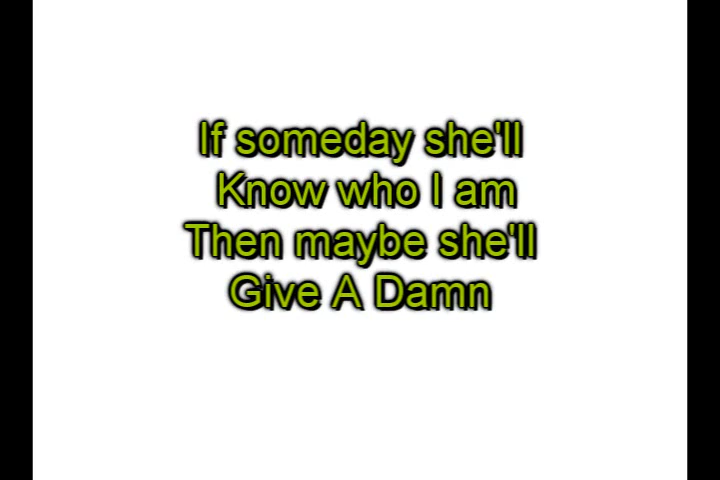 If someday she'll
Know who I am
Then maybe she'll
Give A Damn